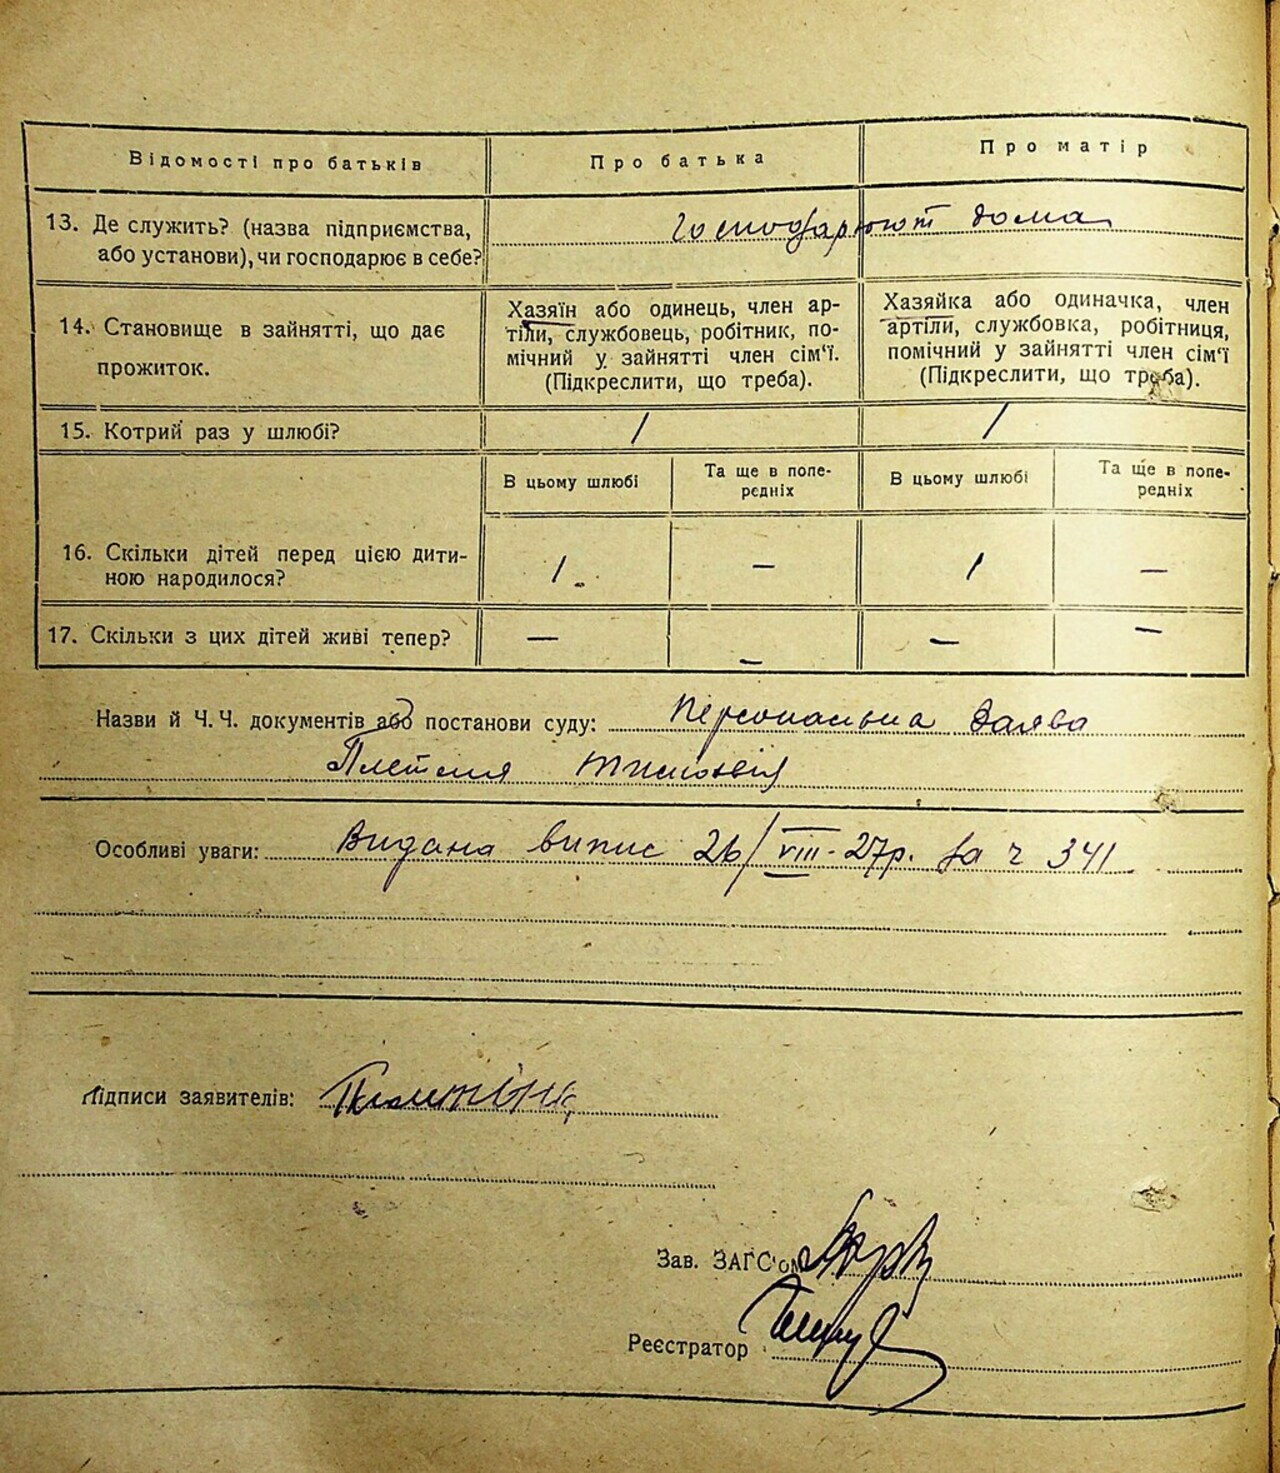 Відомості про батьків
Про батька
Про матір
13. Де служить? (назва підприємства,
або установи), чи господарює в себе?
Господарюют дома
14. Становище в зайнятті, що дає
прожиток.
Хазяїн або одинець, член ар-
тіли, службовець, робітник, по-
мічний у зайнятті член сім'ї.
(Підкреслити, що треба).
Хазяйка або одиначка, член
артіли, службовка, робітниця,
помічний у зайнятті член сім'ї
(Підкреслити, що треба).
15. Котрий раз у шлюбі?
1
1
В цьому шлюбі
Та ще в попе-
редніх
В цьому шлюбі
Та ще в попе-
редніх
16. Скільки дітей перед цією дити-
ною народилося?
1. — 1 —
17. Скільки з цих дітей живі тепер?
— — — —
Назви й Ч.Ч. документів або постанови суду: Персональна заява
Особливі уваги: Видана випис 26/VIII-27р. за ч 341
Підписи заявителів:
Зав. ЗАГС'ом
Реєстратор